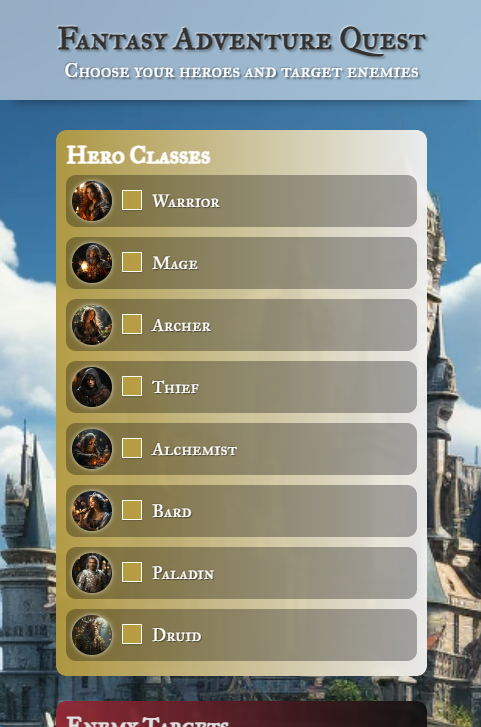 Fantasy Adventure Quest
Choose your heroes and target enemies
Hero Classes
Warrior
Mage
Archer
Thief
Alchemist
Bard
Paladin
Druid
Enemy Targets